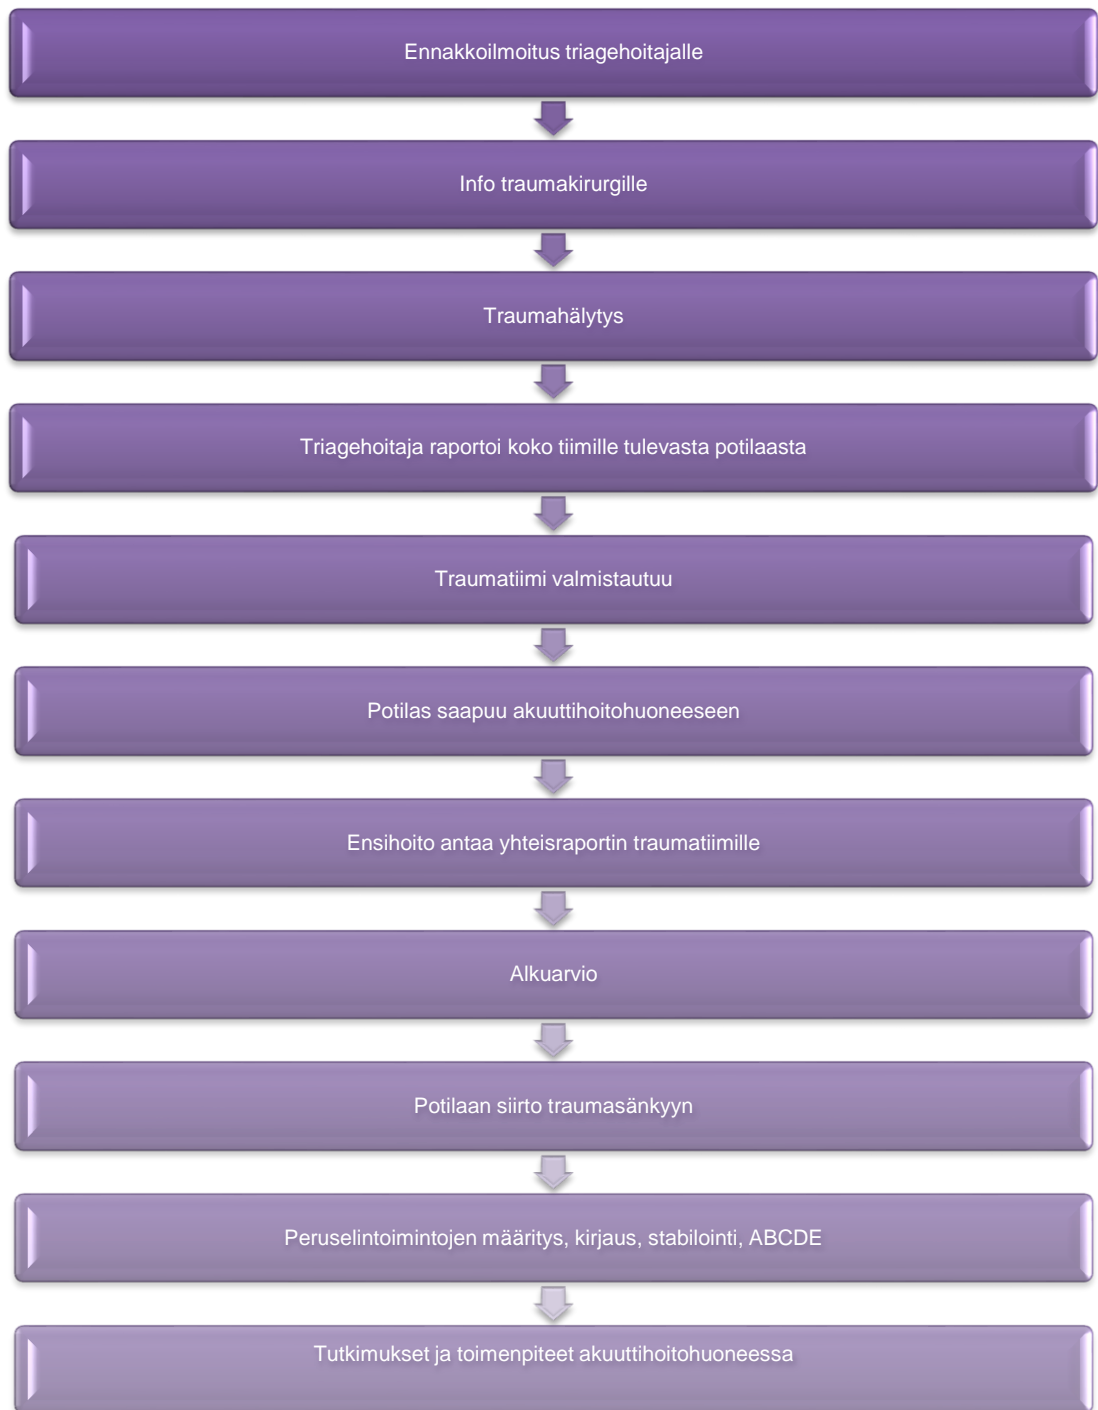 Ennakkoilmoitus triagehoitajalle
Info traumakirurgille
Traumahälytys
Triagehoitaja raportoi koko tiimille tulevasta potilaasta
Traumatiimi valmistautuu
Potilas saapuu akuuttihoitohuoneeseen
Ensihoito antaa yhteisraportin traumatiimille
Alkuarvio
Potilaan siirto traumasänkyyn
Peruselintoimintojen määritys, kirjaus, stabilointi, ABCDE
Tutkimukset ja toimenpiteet akuuttihoitohuoneessa